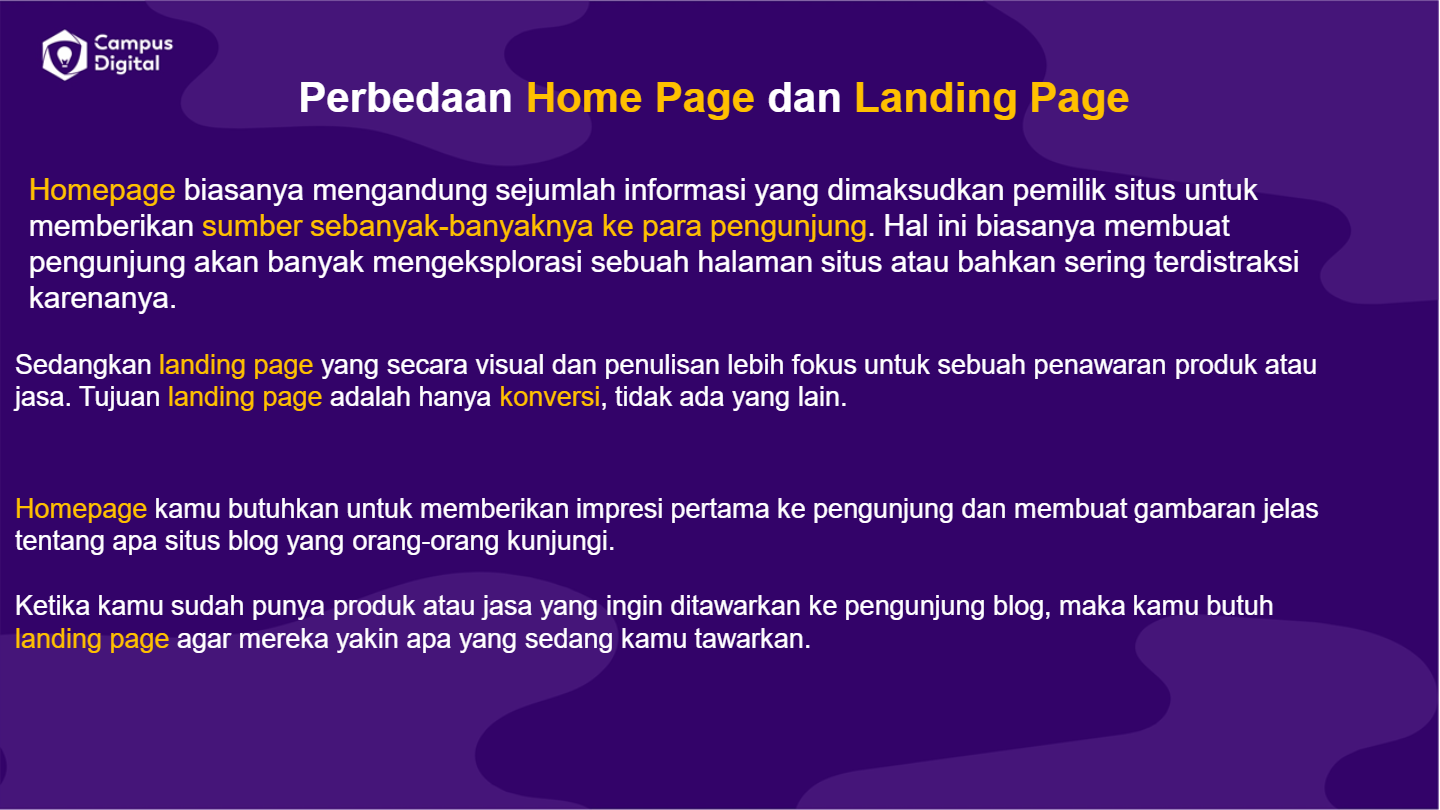 Campus
Digital
Perbedaan Home Page dan Landing Page
Homepage biasanya mengandung sejumlah informasi yang dimaksudkan pemilik situs untuk
memberikan sumber sebanyak-banyaknya ke para pengunjung. Hal ini biasanya membuat
pengunjung akan banyak mengeksplorasi sebuah halaman situs atau bahkan sering terdistraksi
karenanya.
Sedangkan landing page yang secara visual dan penulisan lebih fokus untuk sebuah penawaran produk atau
jasa. Tujuan landing page adalah hanya konversi, tidak ada yang lain.
Homepage kamu butuhkan untuk memberikan impresi pertama ke pengunjung dan membuat gambaran jelas
tentang apa situs blog yang orang-orang kunjungi.
Ketika kamu sudah punya produk atau jasa yang ingin ditawarkan ke pengunjung blog, maka kamu butuh
landing page agar mereka yakin apa yang sedang kamu tawarkan.